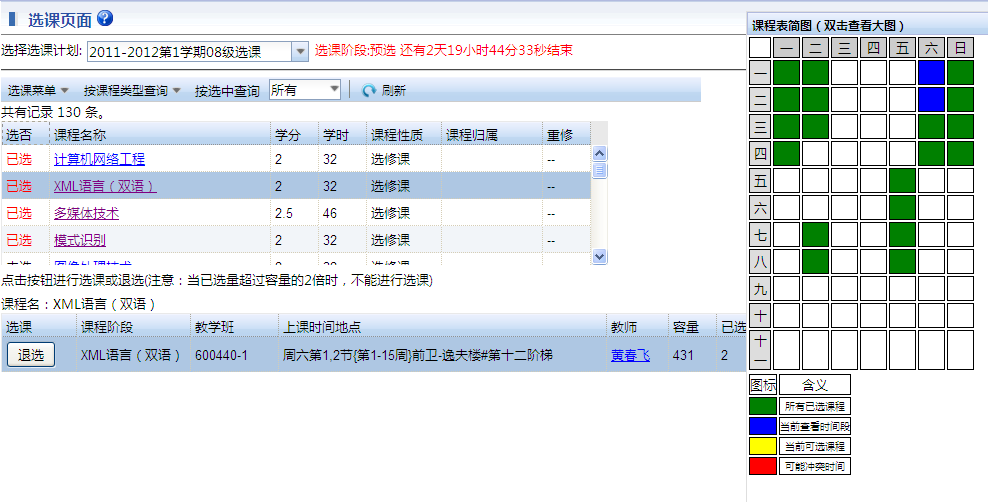 选课页面
选择选课计划: 2011-2012第1学期08级选课 选课阶段:预选 还有2天19小时44分33秒结束
选课菜单 按课程类型查询 按选中查询 所有 刷新
共有记录 130 条。
选否 课程名称 学分 学时 课程性质 课程归属 重修
已选 计算机网络工程 2 32 选修课 --
已选 XML语言（双语） 2 32 选修课 --
已选 多媒体技术 2.5 46 选修课 --
已选 模式识别 2 32 选修课 --
点击按钮进行选课或退选(注意：当已选量超过容量的2倍时，不能进行选课)
课程名：XML语言（双语）
选课 课程阶段 教学班 上课时间地点 教师 容量 已选
退选 XML语言（双语） 600440-1 周六第1,2节{第1-15周}前卫-逸夫楼#第十二阶梯 黄春飞 431 2
课程表简图（双击查看大图）
一 二 三 四 五 六 日
一
二
三
四
五
六
七
八
九
十
十一
图标 含义
所有已选课程
当前查看时间段
当前可选课程
可能冲突时间